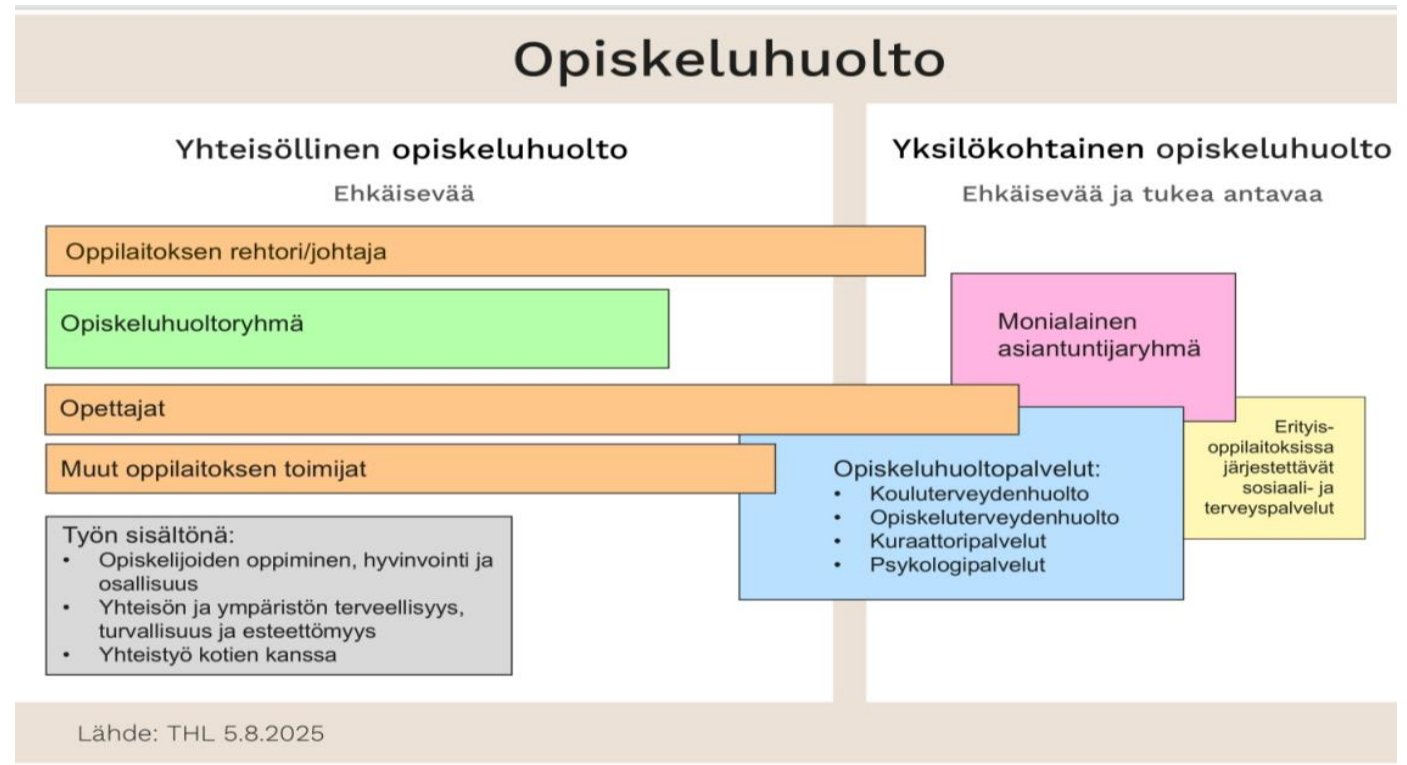 Opiskeluhuolto
Yhteisöllinen opiskeluhuolto
Ehkäisevää
Oppilaitoksen rehtori/johtaja
Opiskeluhuoltoryhmä
Opettajat
Muut oppilaitoksen toimijat
Työn sisältönä:
• Opiskelijoiden oppiminen, hyvinvointi ja
osallisuus
• Yhteisön ja ympäristön terveellisyys,
turvallisuus ja esteettömyys
• Yhteistyö kotien kanssa
Yksilökohtainen opiskeluhuolto
Ehkäisevää ja tukea antavaa
Monialainen
asiantuntijaryhmä
Opiskeluhuoltopalvelut:
• Kouluterveydenhuolto
• Opiskeluterveydenhuolto
• Kuraattoripalvelut
• Psykologipalvelut
Erityis-
oppilaitoksissa
järjestettävät
sosiaali- ja
terveyspalvelut
Lähde: THL 5.8.2025